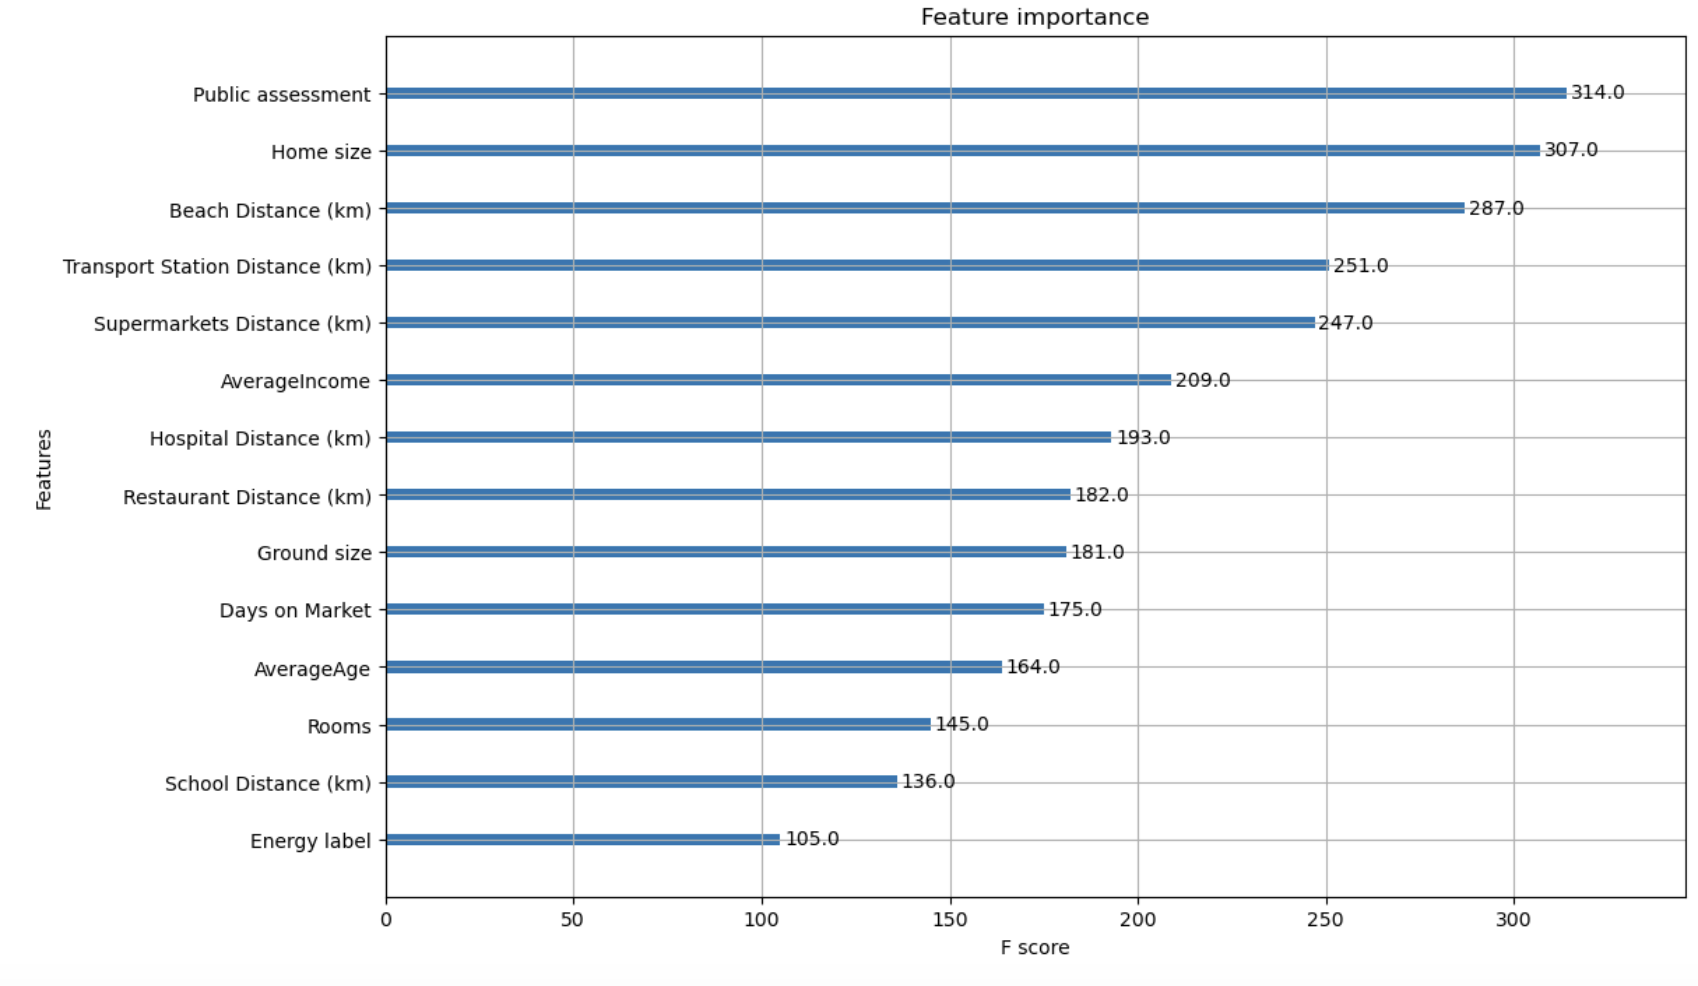 Feature importance
Public assessment 314.0
Home size 307.0
Beach Distance (km) 287.0
Transport Station Distance (km) 251.0
Supermarkets Distance (km) 247.0
AverageIncome 209.0
Hospital Distance (km) 193.0
Restaurant Distance (km) 182.0
Ground size 181.0
Days on Market 175.0
AverageAge 164.0
Rooms 145.0
School Distance (km) 136.0
Energy label 105.0
Features
0 50 100 150 200 250 300
F score